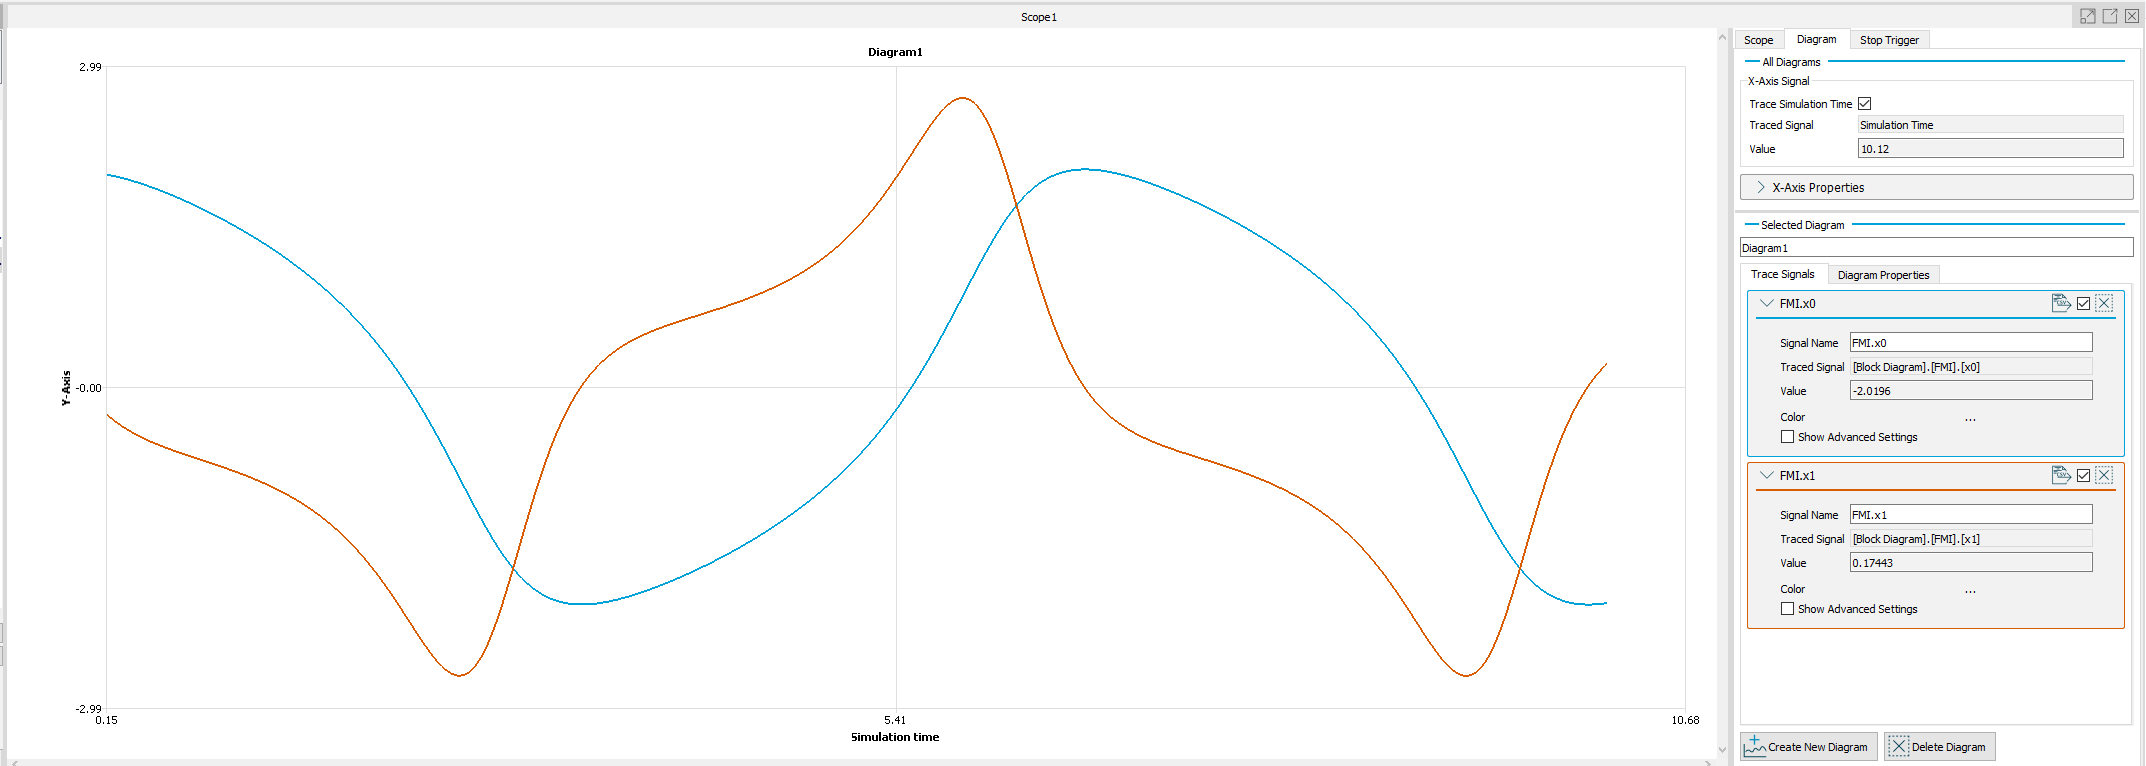 Scope1
Diagram1
2.99
-0.00
-2.99
Y-Axis
0.15
5.41
10.68
Simulation time
Scope
Diagram
Stop Trigger
All Diagrams
X-Axis Signal
Trace Simulation Time
Traced Signal
Simulation Time
Value
10.12
X-Axis Properties
Selected Diagram
Diagram1
Trace Signals
Diagram Properties
FMI.x0
CSV
Signal Name
FMI.x0
Traced Signal
[Block Diagram].[FMI].[x0]
Value
-2.0196
Color
...
Show Advanced Settings
FMI.x1
CSV
Signal Name
FMI.x1
Traced Signal
[Block Diagram].[FMI].[x1]
Value
0.17443
Color
...
Show Advanced Settings
Create New Diagram
Delete Diagram